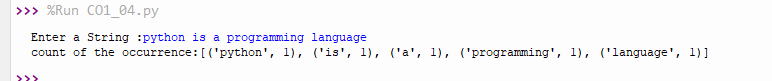 >>> %Run CO1_04.py
Enter a String :python is a programming language
count of the occurrence:[('python', 1), ('is', 1), ('a', 1), ('programming', 1), ('language', 1)]
>>>